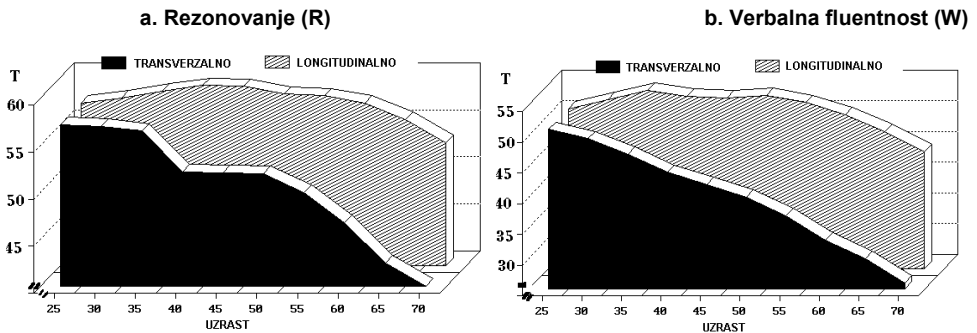 a. Rezonovanje (R)
TRANSVERZALNO LONGITUDINALNO
T
60
55
50
45
25 30 35 40 45 50 55 60 65 70
UZRAST
b. Verbalna fluentnost (W)
TRANSVERZALNO LONGITUDINALNO
T
55
50
45
40
35
30
25 30 35 40 45 50 55 60 65 70
UZRAST